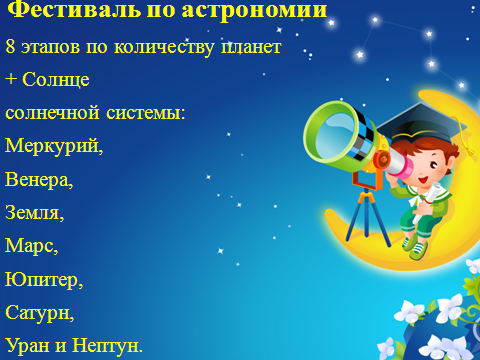 Фестиваль по астрономии
8 этапов по количеству планет
+ Солнце
солнечной системы:
Меркурий,
Венера,
Земля,
Марс,
Юпитер,
Сатурн,
Уран и Нептун.